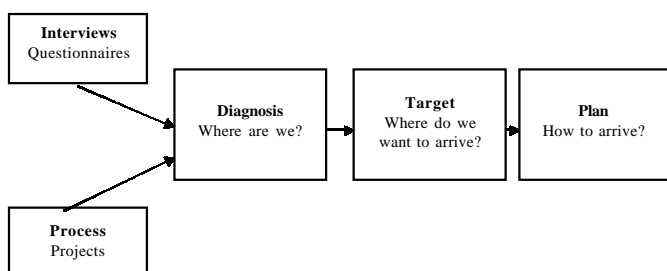 Interviews
Questionnaires
Diagnosis
Where are we?
Target
Where do we
want to arrive?
Plan
How to arrive?
Process
Projects